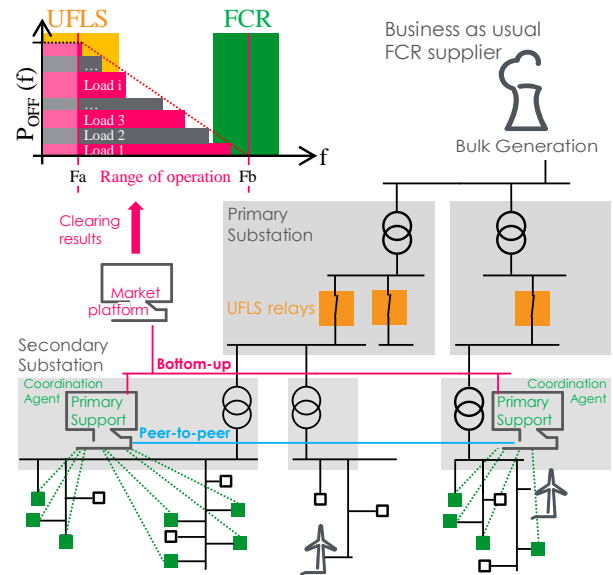 UFLS
FCR
P_OFF (f)
...
Load i
...
Load 3
Load 2
Load 1
f
Fa
Range of operation
Fb
Business as usual
FCR supplier
Bulk Generation
Clearing
results
Primary
Substation
Market
platform
UFLS relays
Secondary
Substation
Bottom-up
Coordination
Agent
Primary
Support
Coordination
Agent
Primary
Support
Peer-to-peer